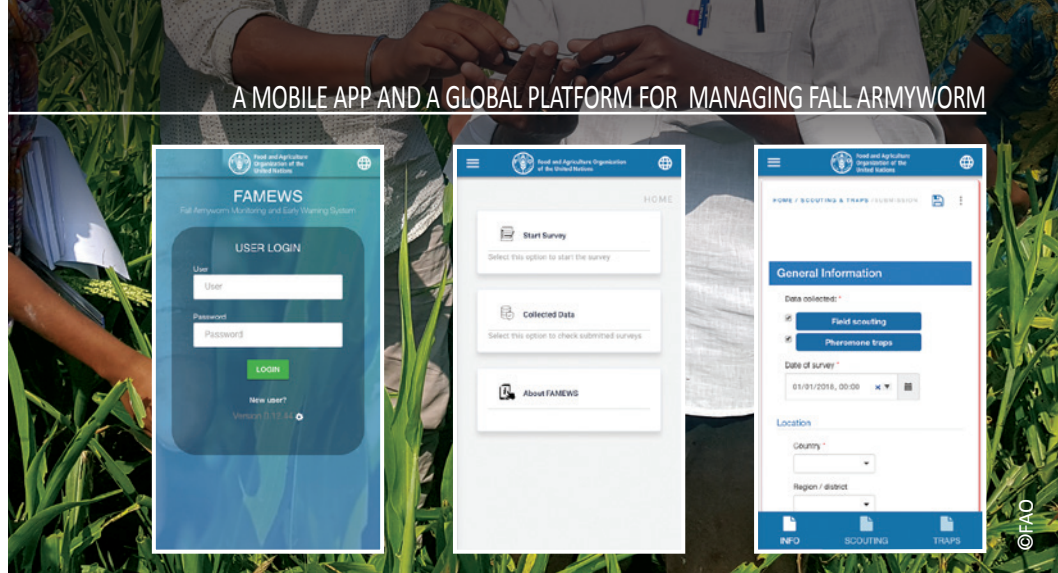 A MOBILE APP AND A GLOBAL PLATFORM FOR MANAGING FALL ARMYWORM
Food and Agriculture
Organization of the
United Nations
FAMEWS
Fall Armyworm Monitoring and Early Warning System
USER LOGIN
User
User
Password
Password
LOGIN
New user?
Food and Agriculture Organization
of the United Nations
HOME
Start Survey
Select this option to start the survey
Collected Data
Select this option to check submitted surveys
About FAMEWS
Food and Agriculture
Organization of the
United Nations
HOME / SCOUTING & TRAPS / SUBMISSION
General Information
Data collected: *
Field scouting
Pheromone traps
Date of survey *
01/01/2018, 00:00
Location
Country *
Region / district
INFO
SCOUTING
TRAPS
©FAO